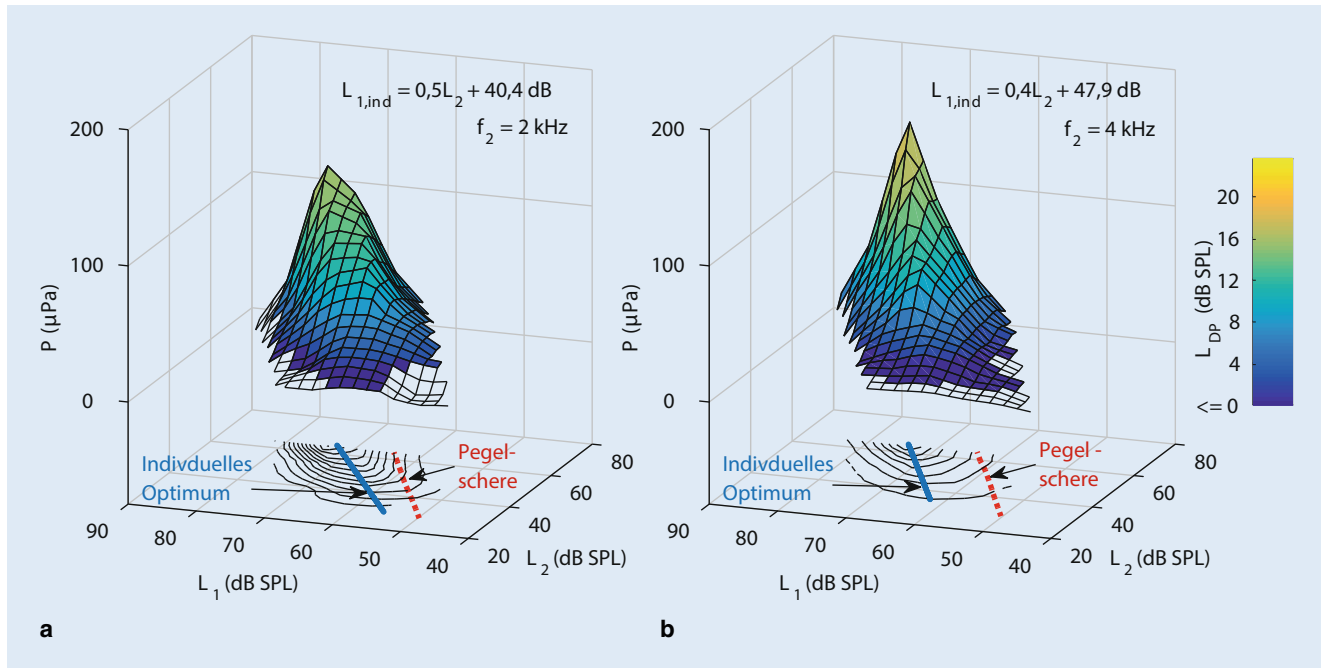 L 1,ind = 0,5L 2 + 40,4 dB
f 2 = 2 kHz
200
100
0
P (µPa)
Indivduelles
Optimum
Pegel-
schere
90
80
70
60
50
40
L 1 (dB SPL)
20
40
60
80
L 2 (dB SPL)
a
L 1,ind = 0,4L 2 + 47,9 dB
f 2 = 4 kHz
200
100
0
P (µPa)
Indivduelles
Optimum
Pegel -
schere
90
80
70
60
50
40
L 1 (dB SPL)
20
40
60
80
L 2 (dB SPL)
b
20
16
12
8
4
<= 0
L DP (dB SPL)